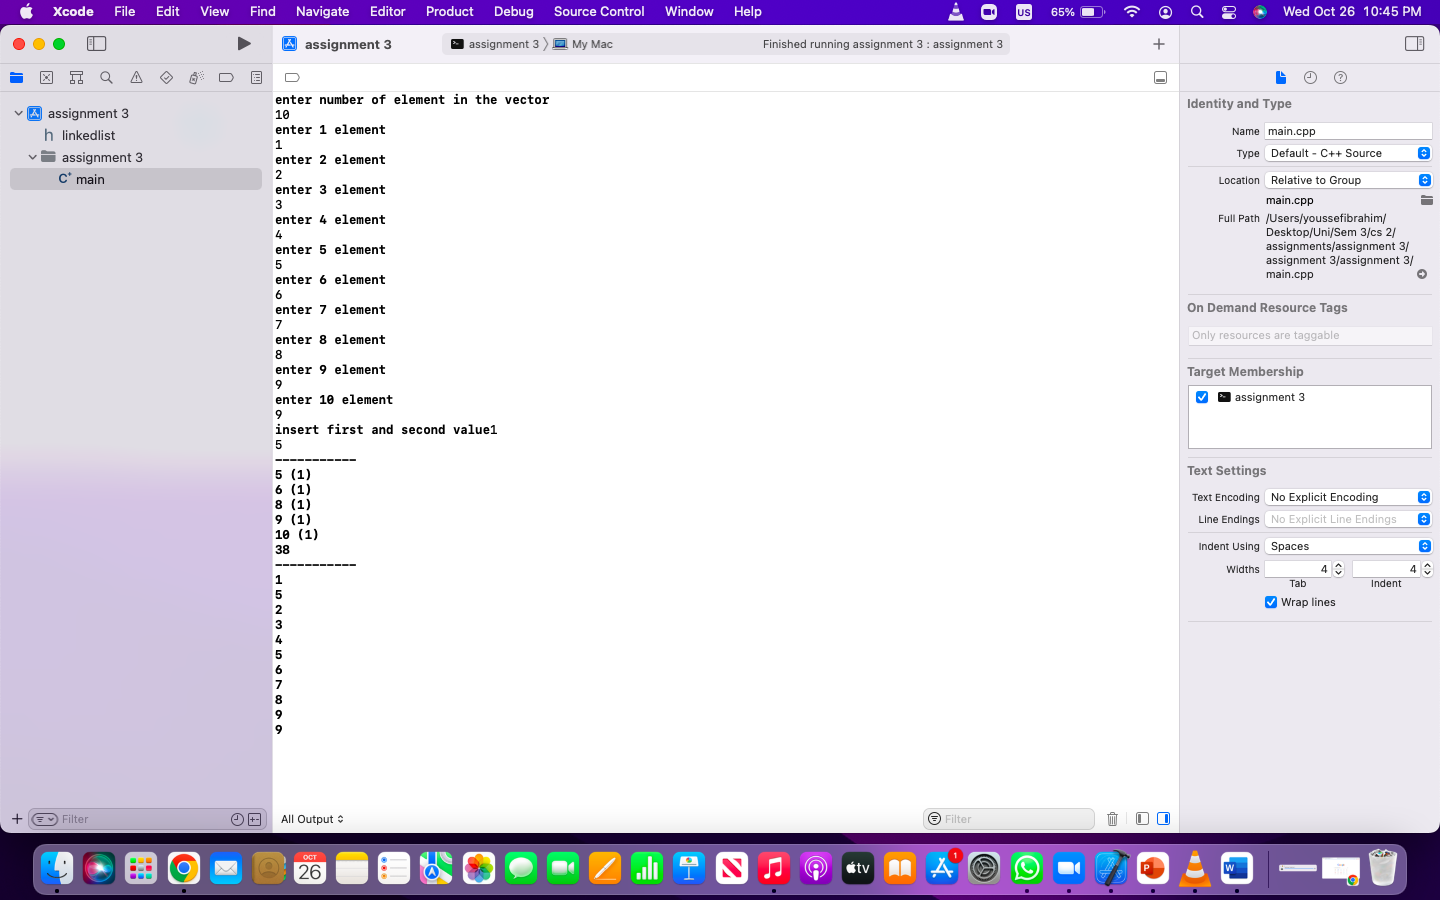 Xcode File Edit View Find Navigate Editor Product Debug Source Control Window Help US 65% Wed Oct 26 10:45 PM
assignment 3 assignment 3 My Mac Finished running assignment 3 : assignment 3
assignment 3
h linkedlist
assignment 3
C+ main
Filter
enter number of element in the vector
10
enter 1 element
1
enter 2 element
2
enter 3 element
3
enter 4 element
4
enter 5 element
5
enter 6 element
6
enter 7 element
7
enter 8 element
8
enter 9 element
9
enter 10 element
9
insert first and second value1
5
-----------
5 (1)
6 (1)
8 (1)
9 (1)
10 (1)
38
-----------
1
5
2
3
4
5
6
7
8
9
9
All Output Filter
Identity and Type
Name main.cpp
Type Default - C++ Source
Location Relative to Group
main.cpp
Full Path /Users/youssefibrahim/
Desktop/Uni/Sem 3/cs 2/
assignments/assignment 3/
assignment 3/assignment 3/
main.cpp
On Demand Resource Tags
Only resources are taggable
Target Membership
assignment 3
Text Settings
Text Encoding No Explicit Encoding
Line Endings No Explicit Line Endings
Indent Using Spaces
Widths 4 4
Tab Indent
Wrap lines
OCT
26
tv
1
P
W